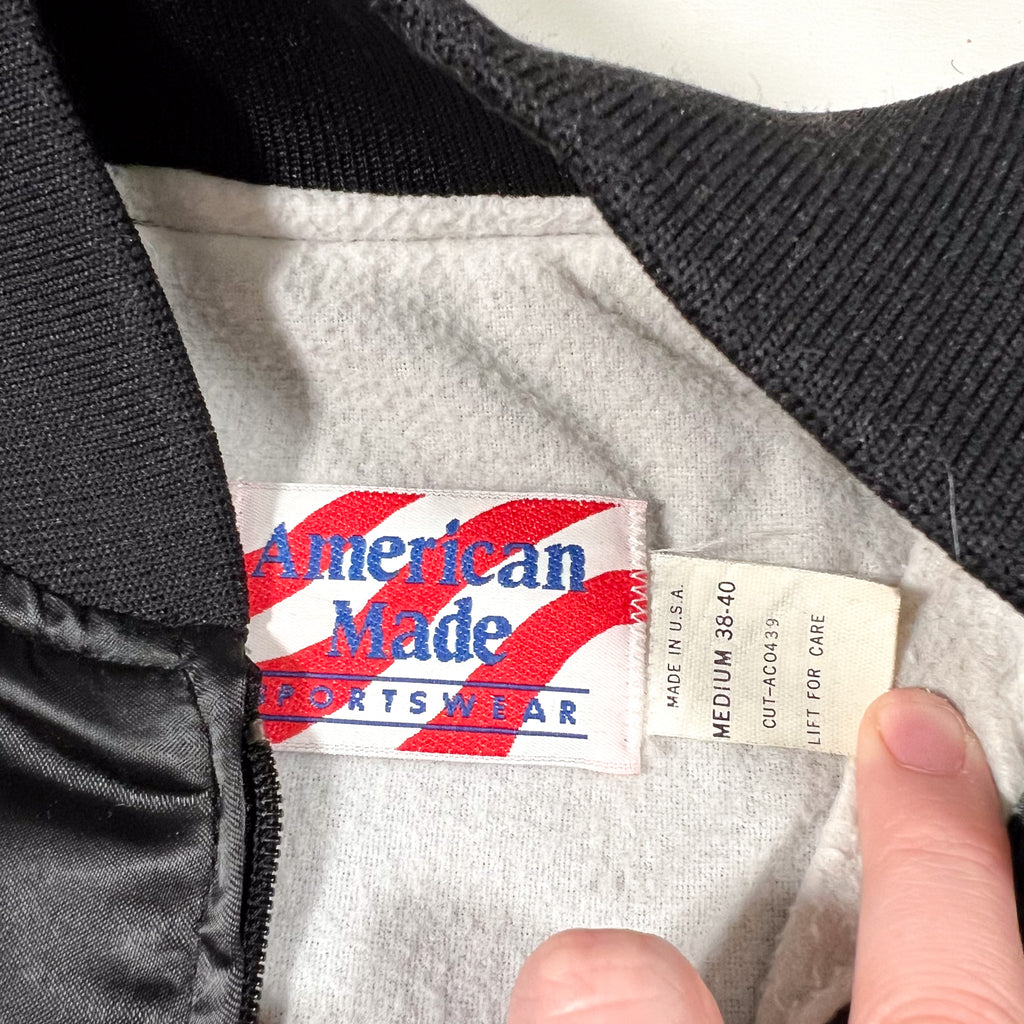 American
Made
SPORTSWEAR
MADE IN U.S.A.
MEDIUM 38-40
CUT-AC0439
LIFT FOR CARE